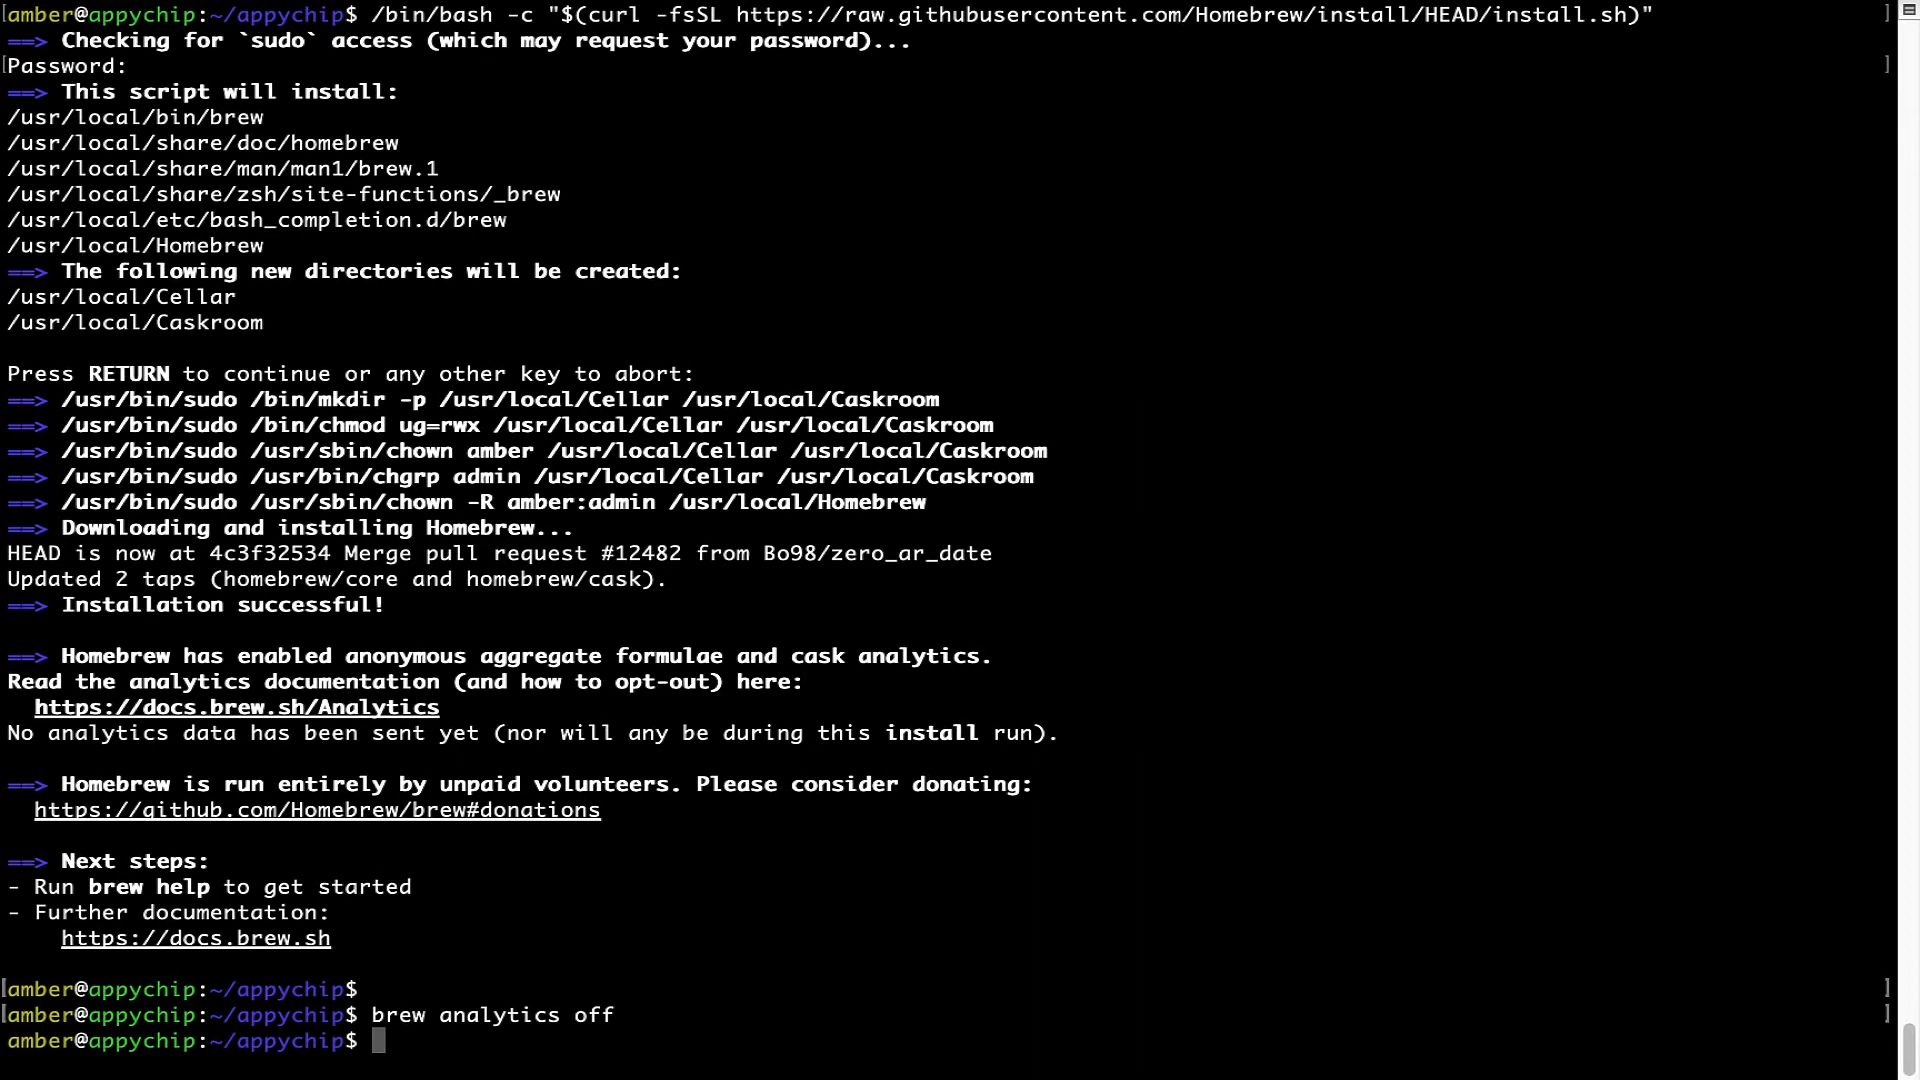 amber@appychip:~/appychip$ /bin/bash -c "$(curl -fsSL https://raw.githubusercontent.com/Homebrew/install/HEAD/install.sh)"
==> Checking for `sudo` access (which may request your password)...
Password:
==> This script will install:
/usr/local/bin/brew
/usr/local/share/doc/homebrew
/usr/local/share/man/man1/brew.1
/usr/local/share/zsh/site-functions/_brew
/usr/local/etc/bash_completion.d/brew
/usr/local/Homebrew
==> The following new directories will be created:
/usr/local/Cellar
/usr/local/Caskroom
Press RETURN to continue or any other key to abort:
==> /usr/bin/sudo /bin/mkdir -p /usr/local/Cellar /usr/local/Caskroom
==> /usr/bin/sudo /bin/chmod ug=rwx /usr/local/Cellar /usr/local/Caskroom
==> /usr/bin/sudo /usr/sbin/chown amber /usr/local/Cellar /usr/local/Caskroom
==> /usr/bin/sudo /usr/bin/chgrp admin /usr/local/Cellar /usr/local/Caskroom
==> /usr/bin/sudo /usr/sbin/chown -R amber:admin /usr/local/Homebrew
==> Downloading and installing Homebrew...
HEAD is now at 4c3f32534 Merge pull request #12482 from Bo98/zero_ar_date
Updated 2 taps (homebrew/core and homebrew/cask).
==> Installation successful!
==> Homebrew has enabled anonymous aggregate formulae and cask analytics.
Read the analytics documentation (and how to opt-out) here:
https://docs.brew.sh/Analytics
No analytics data has been sent yet (nor will any be during this install run).
==> Homebrew is run entirely by unpaid volunteers. Please consider donating:
https://github.com/Homebrew/brew#donations
==> Next steps:
- Run brew help to get started
- Further documentation:
https://docs.brew.sh
amber@appychip:~/appychip$
amber@appychip:~/appychip$ brew analytics off
amber@appychip:~/appychip$